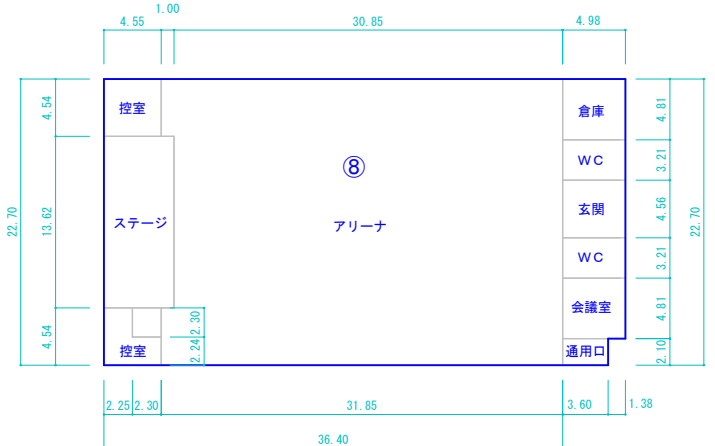 1.00
4.55 30.85 4.98
控室 倉庫
4.54 4.81
WC
3.21
⑧
玄関
ステージ アリーナ
22.70 13.62 4.56 22.70
WC
3.21
会議室
2.30 4.81
4.54 控室 2.24 通用口 2.10
2.25 2.30 31.85 3.60 1.38
36.40